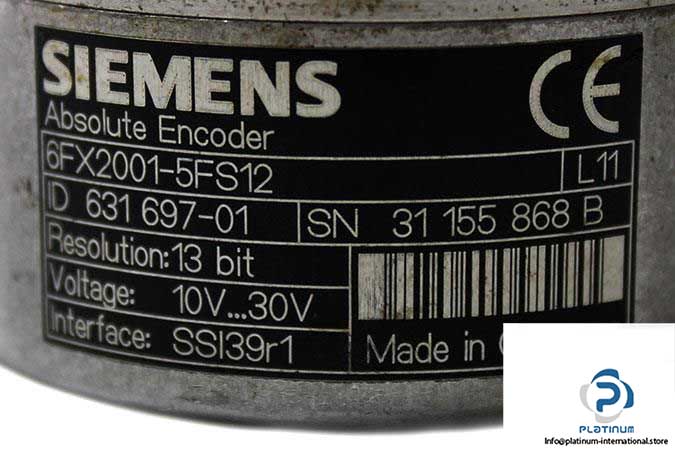 SIEMENS
CE
Absolute Encoder
6FX2001-5FS12 L11
ID 631 697-01 SN 31 155 868 B
Resolution: 13 bit
Voltage: 10V...30V
Interface: SSI39r1
Made in
PLATINUM
Info@platinum-international.store